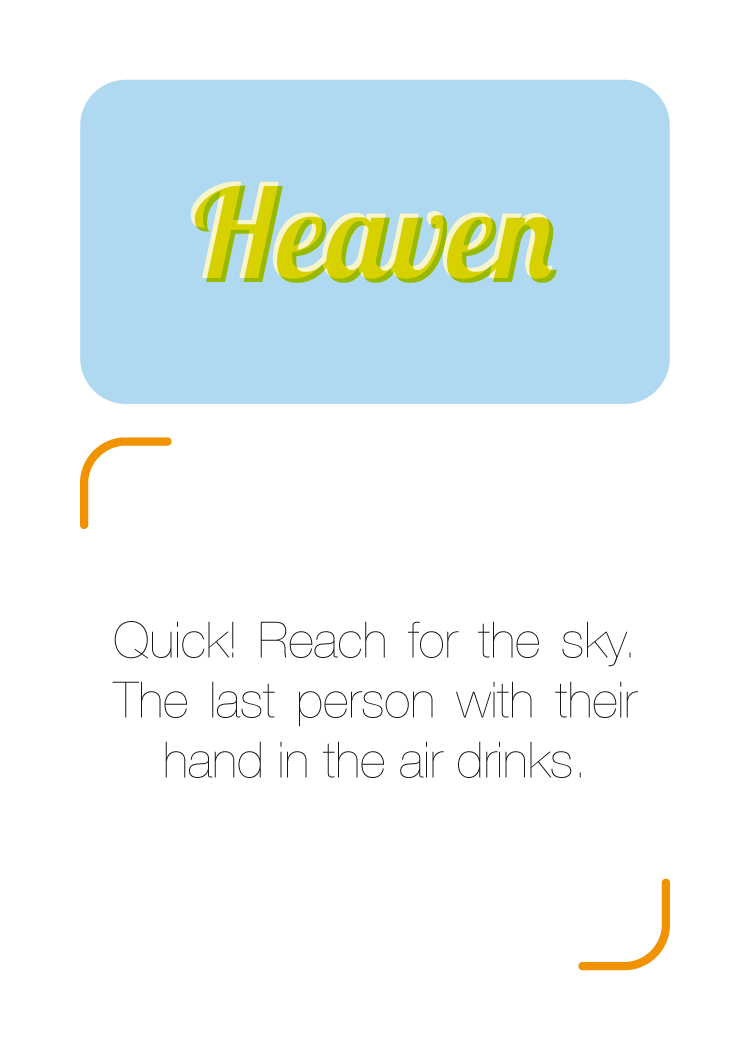 Heaven
Quick! Reach for the sky.
The last person with their
hand in the air drinks.